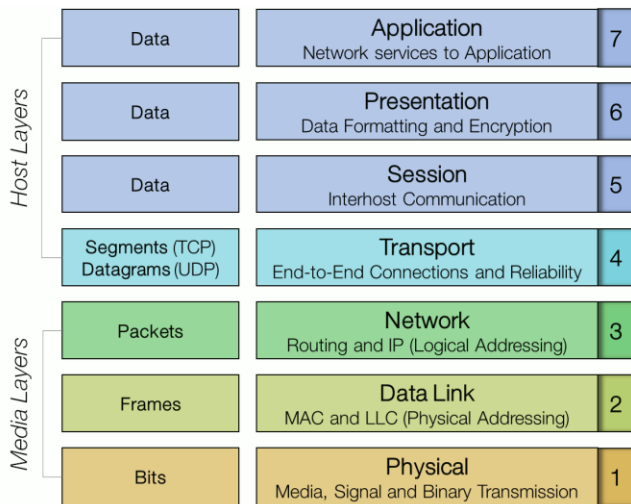 Host Layers
Data
Application
Network services to Application
7
Data
Presentation
Data Formatting and Encryption
6
Data
Session
Interhost Communication
5
Segments (TCP)
Datagrams (UDP)
Transport
End-to-End Connections and Reliability
4
Media Layers
Packets
Network
Routing and IP (Logical Addressing)
3
Frames
Data Link
MAC and LLC (Physical Addressing)
2
Bits
Physical
Media, Signal and Binary Transmission
1